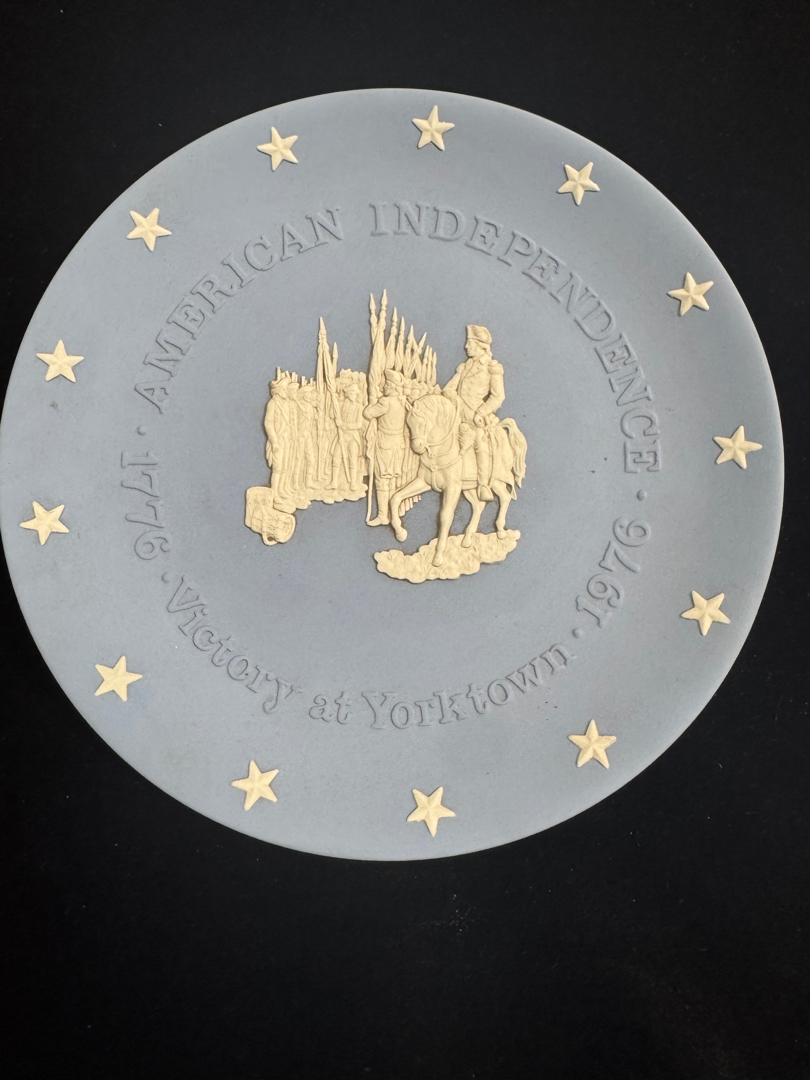 1776 · AMERICAN INDEPENDENCE · 1976
· Victory at Yorktown ·